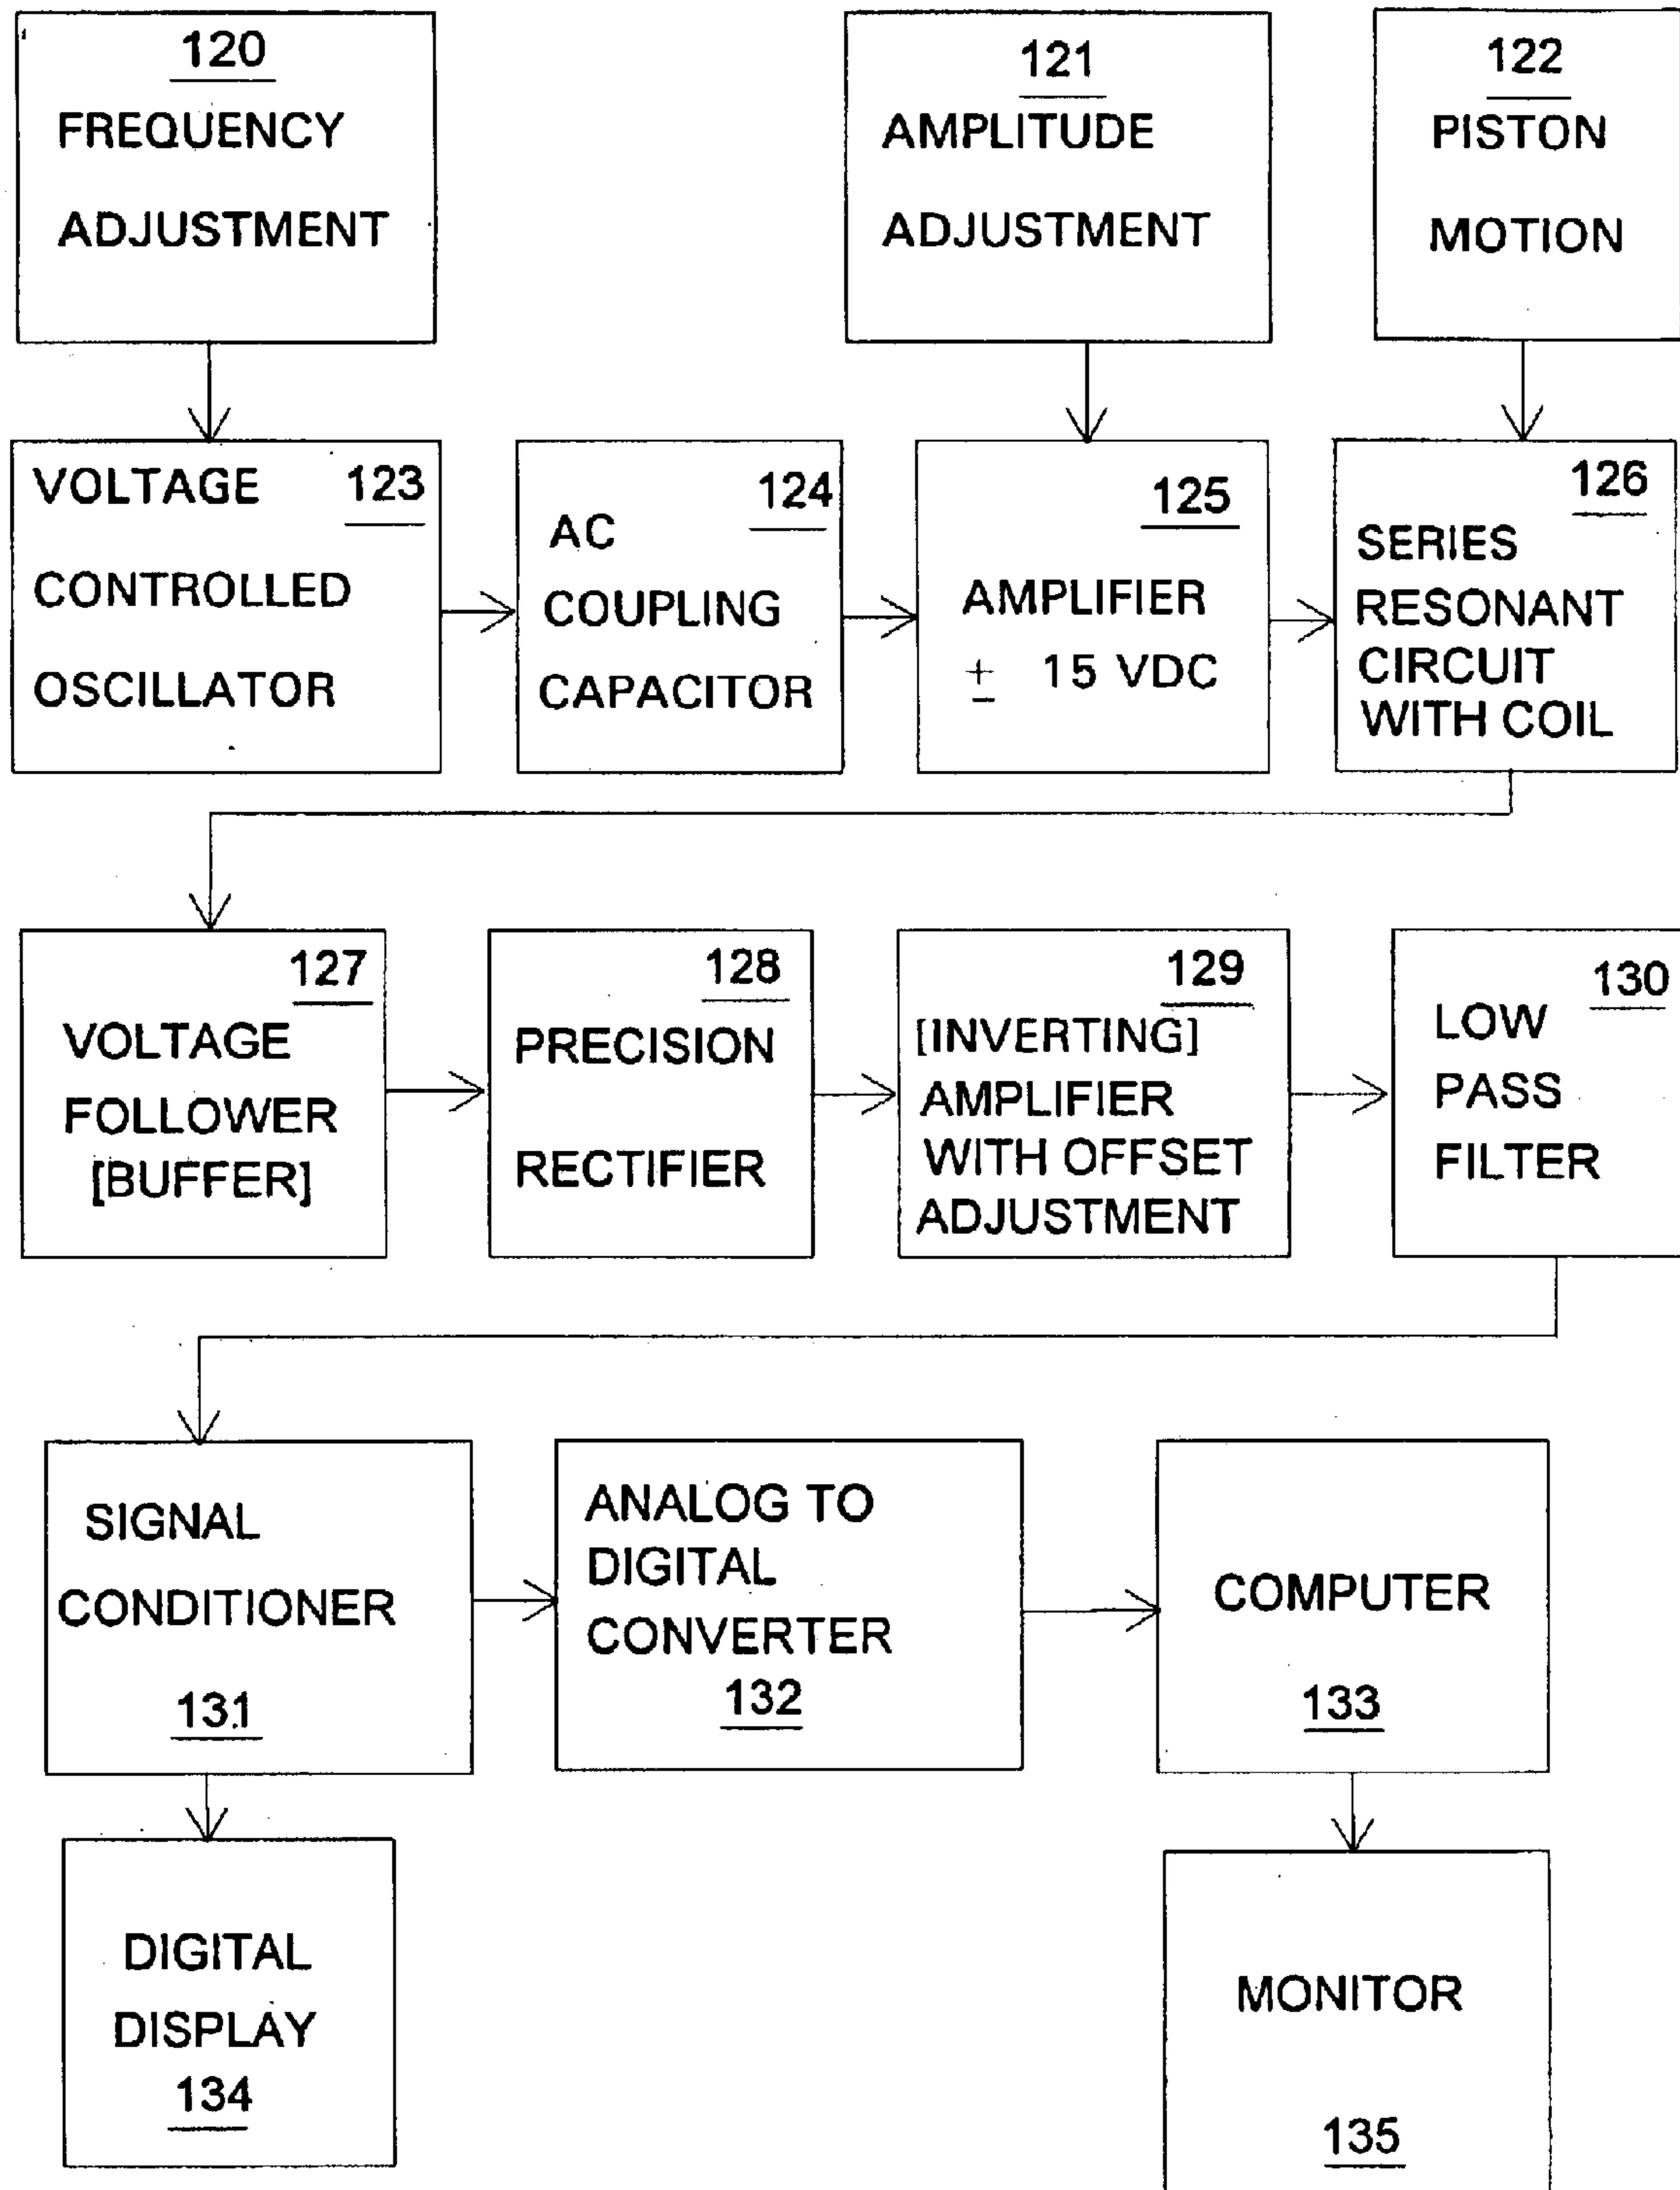 120
FREQUENCY
ADJUSTMENT
121
AMPLITUDE
ADJUSTMENT
122
PISTON
MOTION
VOLTAGE 123
CONTROLLED
OSCILLATOR
124
AC
COUPLING
CAPACITOR
125
AMPLIFIER
± 15 VDC
126
SERIES
RESONANT
CIRCUIT
WITH COIL
127
VOLTAGE
FOLLOWER
[BUFFER]
128
PRECISION
RECTIFIER
129
[INVERTING]
AMPLIFIER
WITH OFFSET
ADJUSTMENT
130
LOW
PASS
FILTER
SIGNAL
CONDITIONER
131
ANALOG TO
DIGITAL
CONVERTER
132
COMPUTER
133
DIGITAL
DISPLAY
134
MONITOR
135